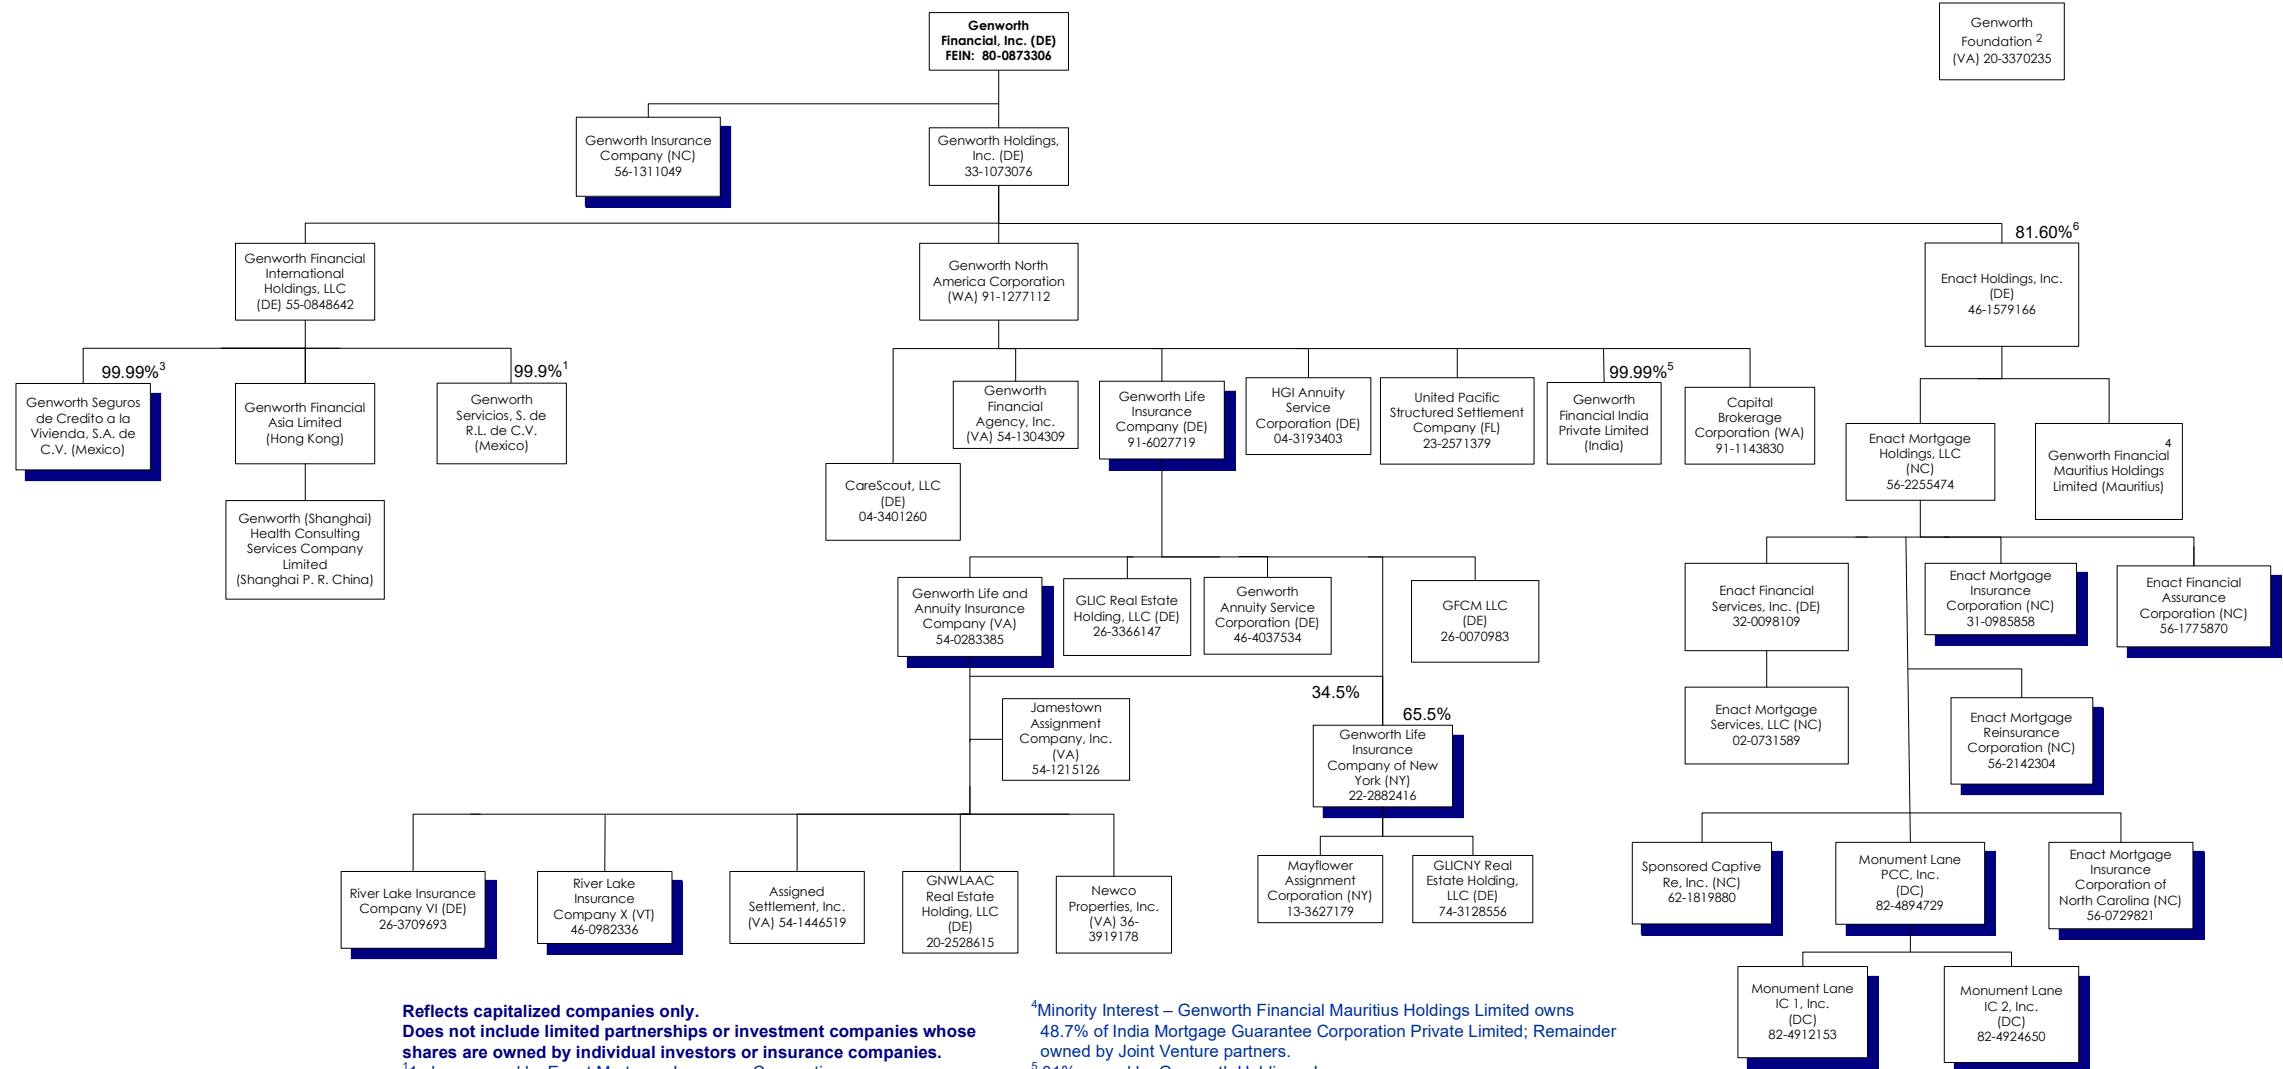 Genworth
Financial, Inc. (DE)
FEIN: 80-0873306
Genworth
Foundation 2
(VA) 20-3370235
Genworth Insurance
Company (NC)
56-1311049
Genworth Holdings,
Inc. (DE)
33-1073076
Genworth Financial
International
Holdings, LLC
(DE) 55-0848642
Genworth North
America Corporation
(WA) 91-1277112
81.60%6
Enact Holdings, Inc.
(DE)
46-1579166
99.99%3
Genworth Seguros
de Credito a la
Vivienda, S.A. de
C.V. (Mexico)
Genworth Financial
Asia Limited
(Hong Kong)
99.9%1
Genworth
Servicios, S. de
R.L. de C.V.
(Mexico)
Genworth (Shanghai)
Health Consulting
Services Company
Limited
(Shanghai P. R. China)
CareScout, LLC
(DE)
04-3401260
Genworth
Financial
Agency, Inc.
(VA) 54-1304309
Genworth Life
Insurance
Company (DE)
91-6027719
HGI Annuity
Service
Corporation (DE)
04-3193403
United Pacific
Structured Settlement
Company (FL)
23-2571379
99.99%5
Genworth
Financial India
Private Limited
(India)
Capital
Brokerage
Corporation (WA)
91-1143830
Enact Mortgage
Holdings, LLC
(NC)
56-2255474
4
Genworth Financial
Mauritius Holdings
Limited (Mauritius)
Genworth Life and
Annuity Insurance
Company (VA)
54-0283385
GLIC Real Estate
Holding, LLC (DE)
26-3366147
Genworth
Annuity Service
Corporation (DE)
46-4037534
GFCM LLC
(DE)
26-0070983
Enact Financial
Services, Inc. (DE)
32-0098109
Enact Mortgage
Insurance
Corporation (NC)
31-0985858
Enact Financial
Assurance
Corporation (NC)
56-1775870
34.5%
65.5%
Jamestown
Assignment
Company, Inc.
(VA)
54-1215126
Genworth Life
Insurance
Company of New
York (NY)
22-2882416
Enact Mortgage
Services, LLC (NC)
02-0731589
Enact Mortgage
Reinsurance
Corporation (NC)
56-2142304
River Lake Insurance
Company VI (DE)
26-3709693
River Lake
Insurance
Company X (VT)
46-0982336
Assigned
Settlement, Inc.
(VA) 54-1446519
GNWLAAC
Real Estate
Holding, LLC
(DE)
20-2528615
Newco
Properties, Inc.
(VA) 36-
3919178
Mayflower
Assignment
Corporation (NY)
13-3627179
GLICNY Real
Estate Holding,
LLC (DE)
74-3128556
Sponsored Captive
Re, Inc. (NC)
62-1819880
Monument Lane
PCC, Inc.
(DC)
82-4894729
Enact Mortgage
Insurance
Corporation of
North Carolina (NC)
56-0729821
Monument Lane
IC 1, Inc.
(DC)
82-4912153
Monument Lane
IC 2, Inc.
(DC)
82-4924650
Reflects capitalized companies only.
Does not include limited partnerships or investment companies whose
shares are owned by individual investors or insurance companies.
4Minority Interest – Genworth Financial Mauritius Holdings Limited owns
48.7% of India Mortgage Guarantee Corporation Private Limited; Remainder
owned by Joint Venture partners.